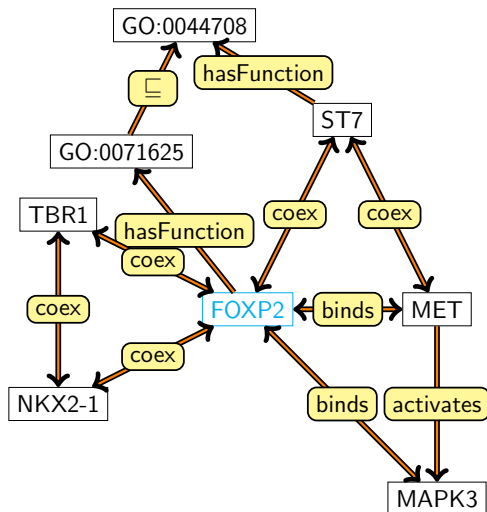 GO:0044708
hasFunction
⊑
ST7
GO:0071625
TBR1
coex
coex
hasFunction
coex
FOXP2
binds
MET
coex
coex
NKX2-1
binds
activates
MAPK3